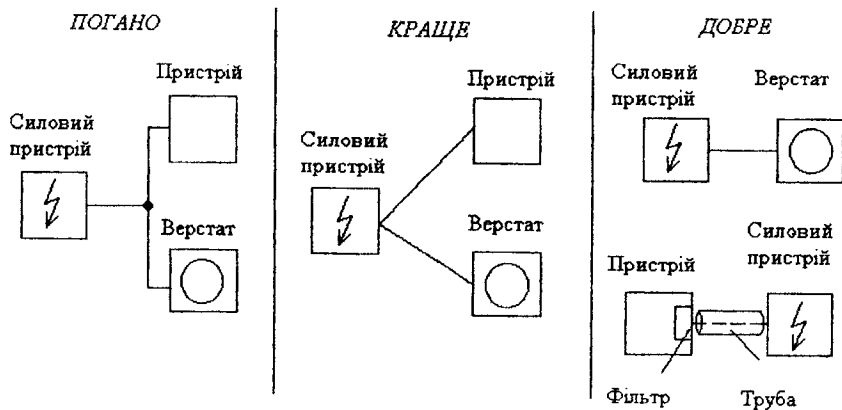 ПОГАНО
Пристрій
Силовий
пристрій
Верстат
КРАЩЕ
Пристрій
Силовий
пристрій
Верстат
ДОБРЕ
Силовий
пристрій
Верстат
Силовий
пристрій
Пристрій
Фільтр
Труба